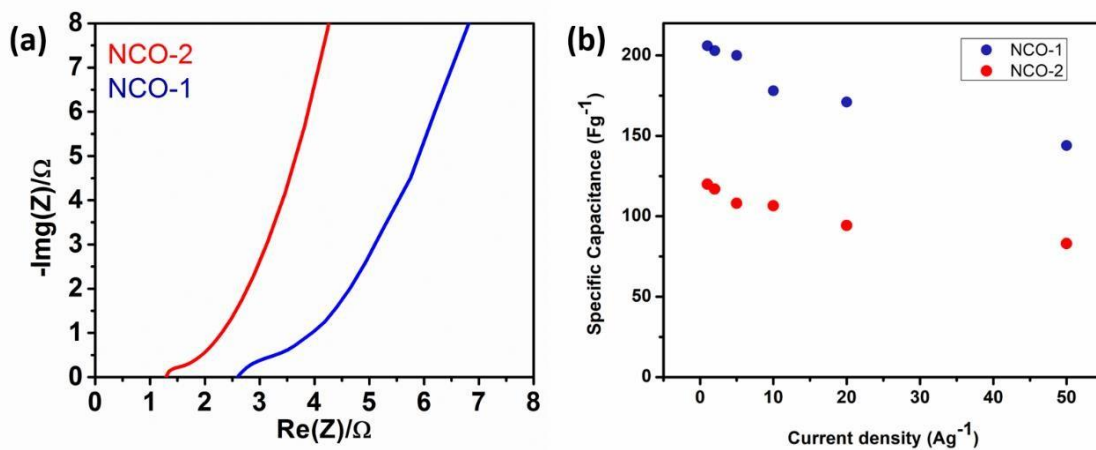 (a)
NCO-2
NCO-1
-Img(Z)/Ω
8
7
6
5
4
3
2
1
0
0 1 2 3 4 5 6 7 8
Re(Z)/Ω
(b)
NCO-1
NCO-2
Specific Capacitance (Fg⁻¹)
200
150
100
50
0
0 10 20 30 40 50
Current density (Ag⁻¹)